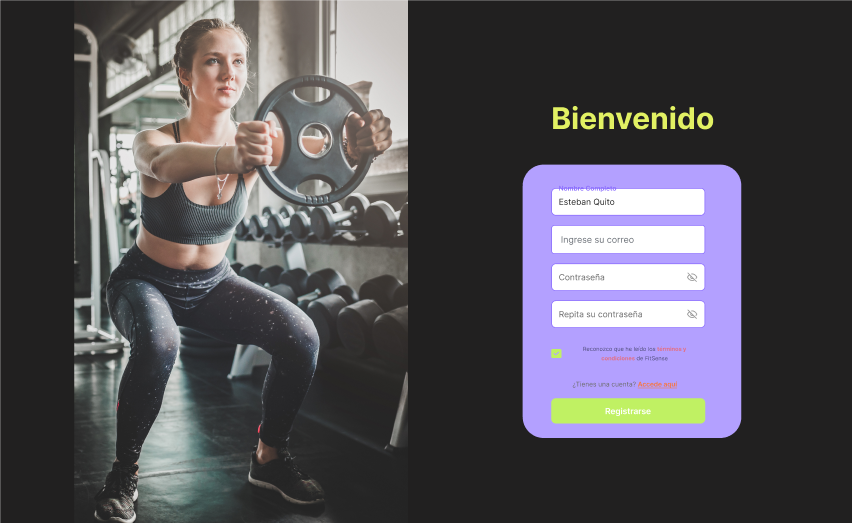 Bienvenido
Nombre Completo
Esteban Quito
Ingrese su correo
Contraseña
Repita su contraseña
Reconozco que he leído los términos y
condiciones de FitSense
¿Tienes una cuenta? Accede aquí
Registrarse